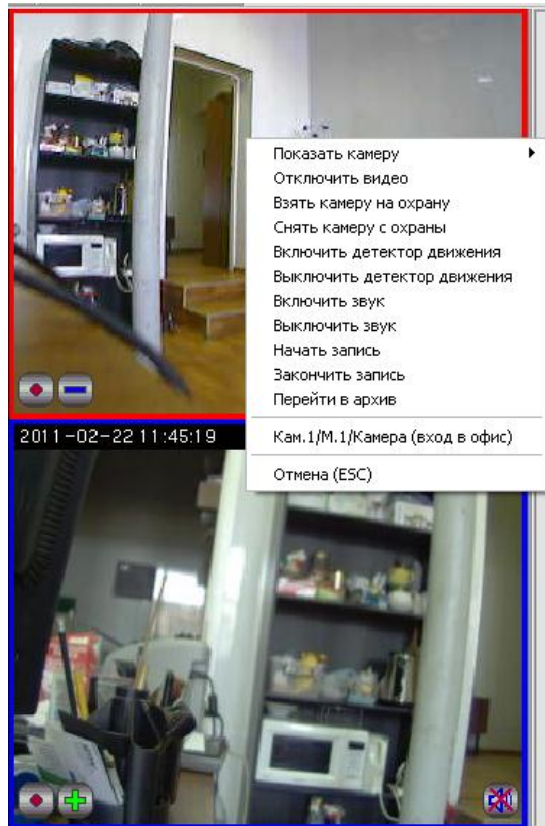 Показать камеру
Отключить видео
Взять камеру на охрану
Снять камеру с охраны
Включить детектор движения
Выключить детектор движения
Включить звук
Выключить звук
Начать запись
Закончить запись
Перейти в архив
2011-02-22 11:45:19
Кам.1/М.1/Камера (вход в офис)
Отмена (ESC)